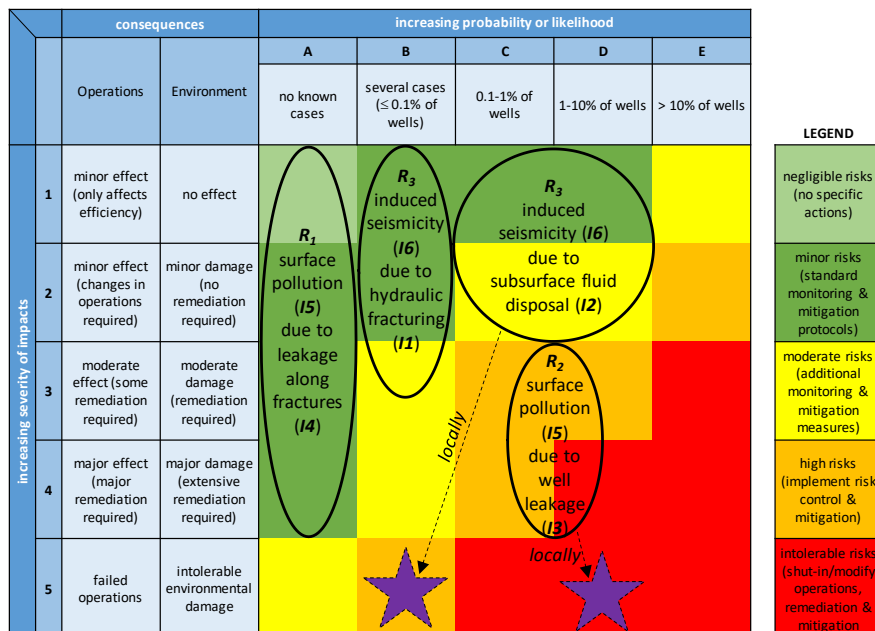 consequences
increasing probability or likelihood
A
B
C
D
E
Operations
Environment
no known
cases
several cases
(≤ 0.1% of
wells)
0.1-1% of
wells
1-10% of wells
> 10% of wells
LEGEND
increasing severity of impacts
1
minor effect
(only affects
efficiency)
no effect
2
minor effect
(changes in
operations
required)
minor damage
(no
remediation
required)
3
moderate
effect (some
remediation
required)
moderate
damage
(remediation
required)
4
major effect
(major
remediation
required)
major damage
(extensive
remediation
required)
5
failed
operations
intolerable
environmental
damage
R1
surface
pollution
(I5)
due to
leakage
along
fractures
(I4)
R3
induced
seismicity
(I6)
due to
hydraulic
fracturing
(I1)
R3
induced
seismicity (I6)
due to
subsurface fluid
disposal (I2)
R2
surface
pollution
(I5)
due to
well
leakage
(I3)
locally
locally
negligible risks
(no specific
actions)
minor risks
(standard
monitoring &
mitigation
protocols)
moderate risks
(additional
monitoring &
mitigation
measures)
high risks
(implement risk
control &
mitigation)
intolerable risks
(shut-in/modify
operations,
remediation &
mitigation